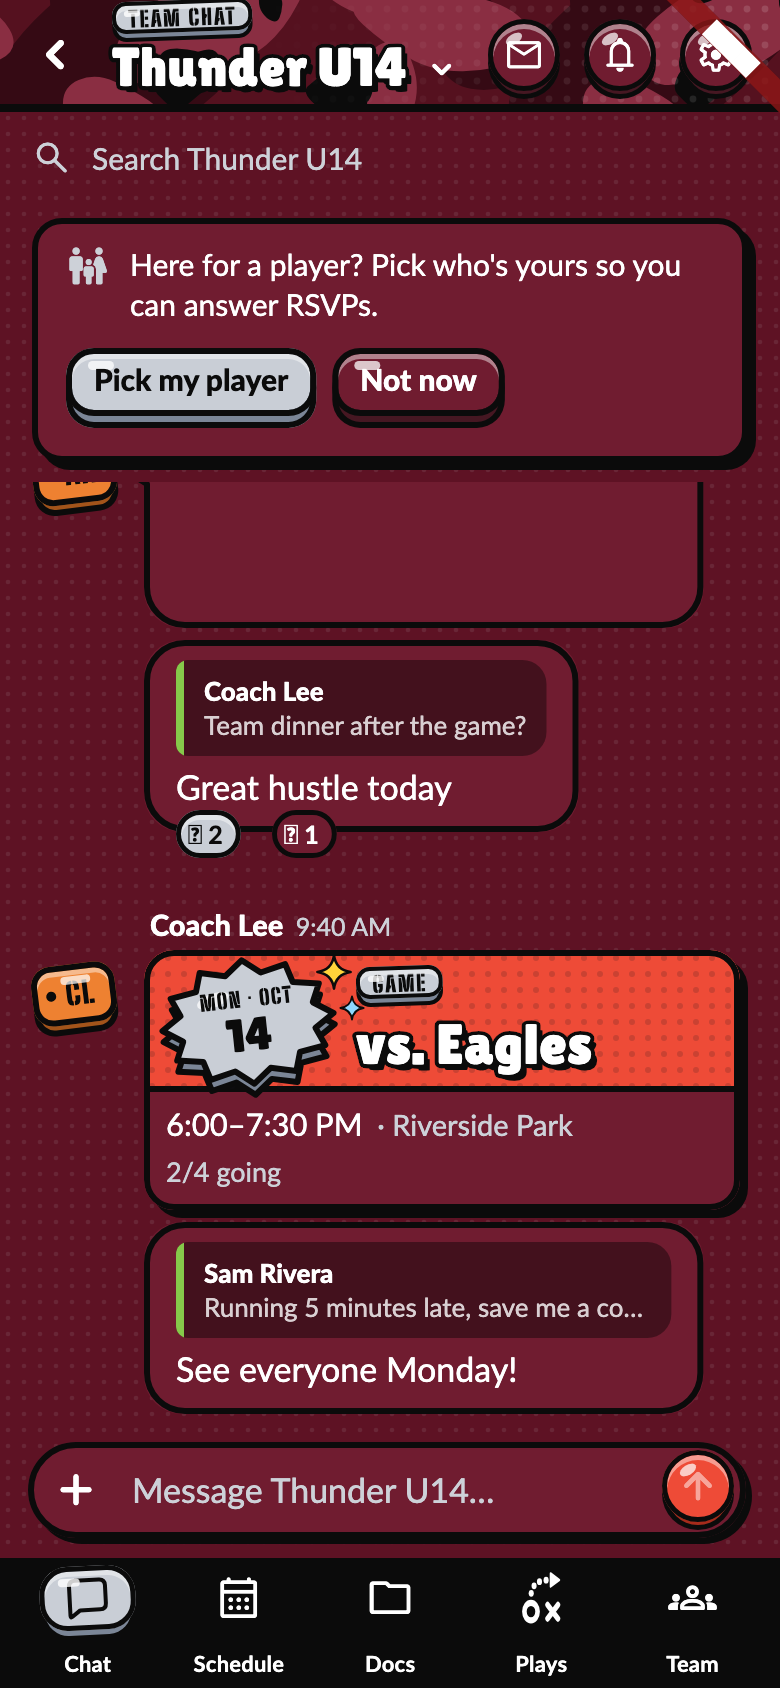 TEAM CHAT
Thunder U14
Search Thunder U14
Here for a player? Pick who's yours so you
can answer RSVPs.
Pick my player
Not now
Coach Lee
Team dinner after the game?
Great hustle today
2
1
Coach Lee 9:40 AM
CL
MON · OCT
14
GAME
vs. Eagles
6:00–7:30 PM · Riverside Park
2/4 going
Sam Rivera
Running 5 minutes late, save me a co...
See everyone Monday!
Message Thunder U14...
Chat
Schedule
Docs
Plays
Team